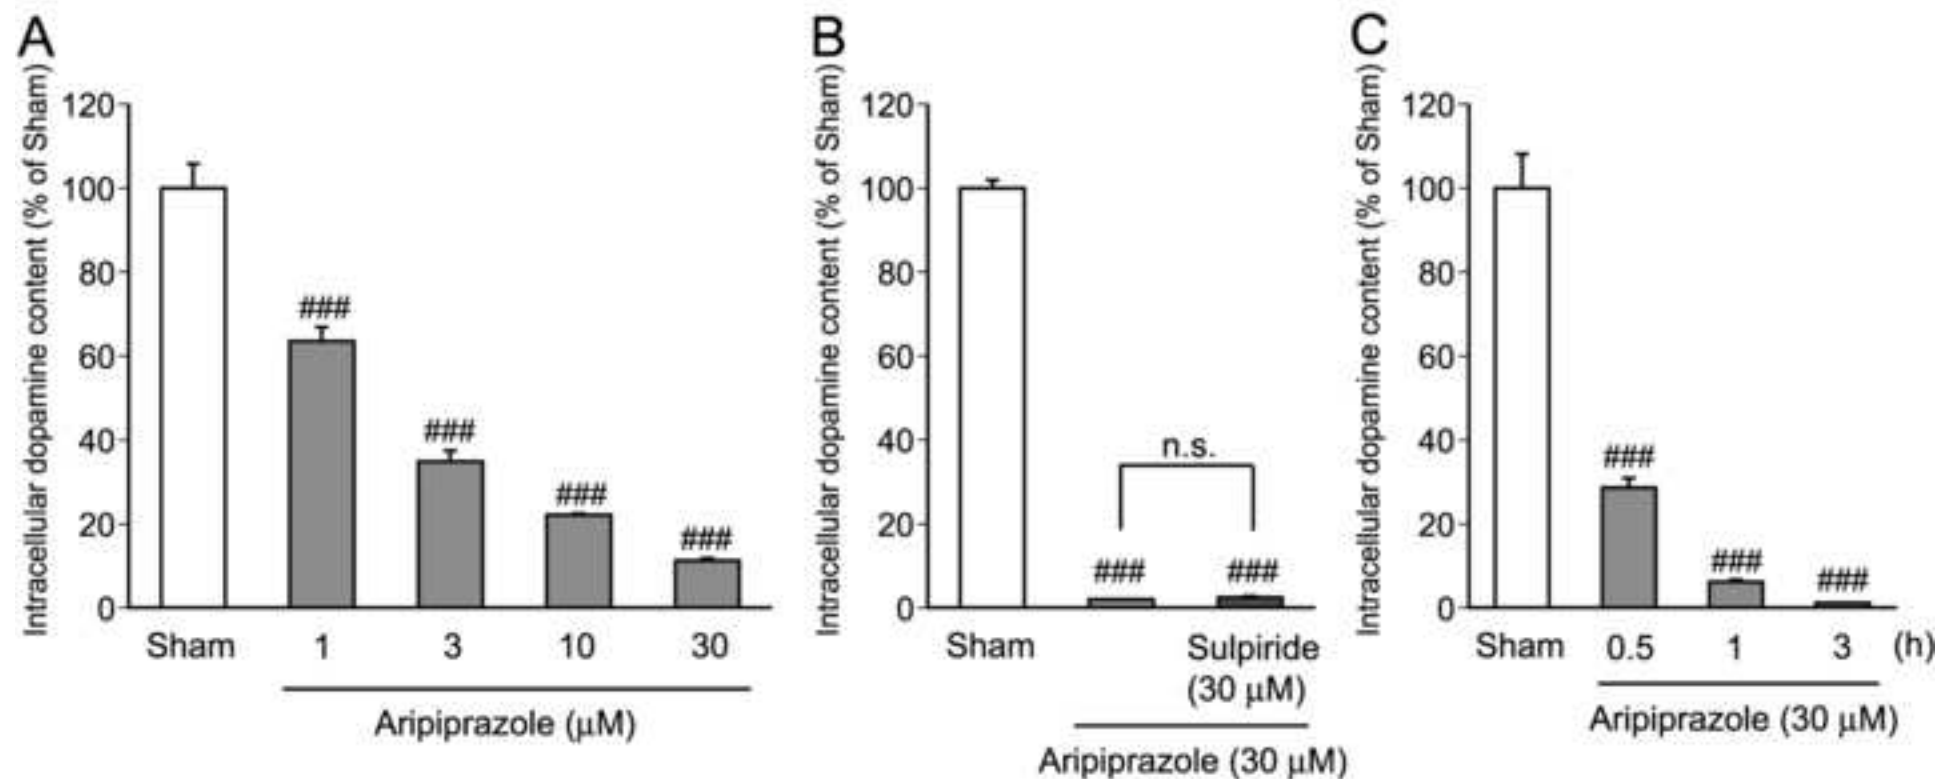 A
Intracellular dopamine content (% of Sham)
120
100
80
60
40
20
0
###
###
###
###
Sham 1 3 10 30
Aripiprazole (μM)
B
Intracellular dopamine content (% of Sham)
120
100
80
60
40
20
0
n.s.
### ###
Sham Sulpiride
(30 μM)
Aripiprazole (30 μM)
C
Intracellular dopamine content (% of Sham)
120
100
80
60
40
20
0
###
###
###
Sham 0.5 1 3 (h)
Aripiprazole (30 μM)